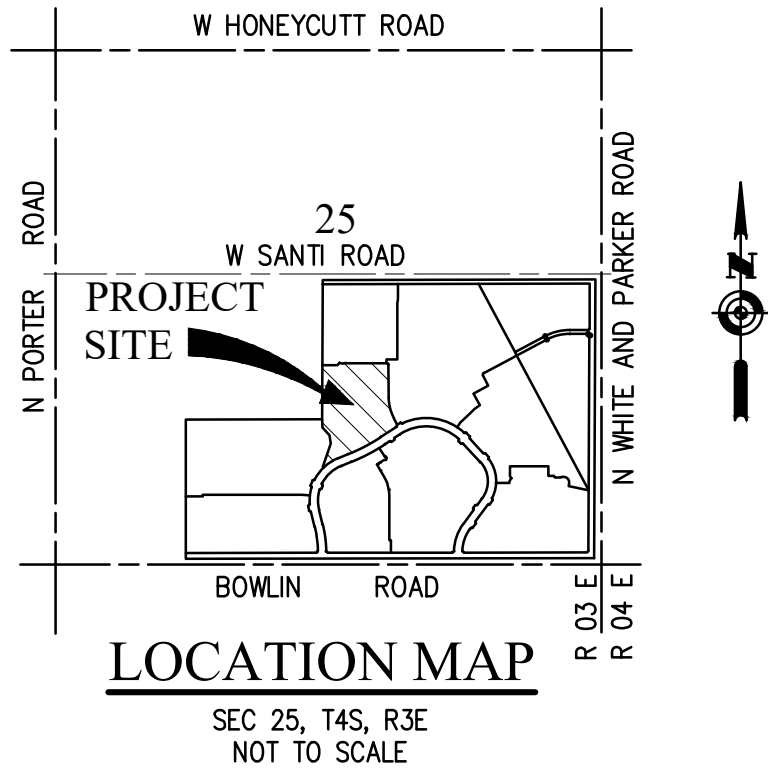 W HONEYCUTT ROAD
N PORTER ROAD
25
W SANTI ROAD
PROJECT
SITE
N WHITE AND PARKER ROAD
N
BOWLIN ROAD
R 03 E
R 04 E
LOCATION MAP
SEC 25, T4S, R3E
NOT TO SCALE